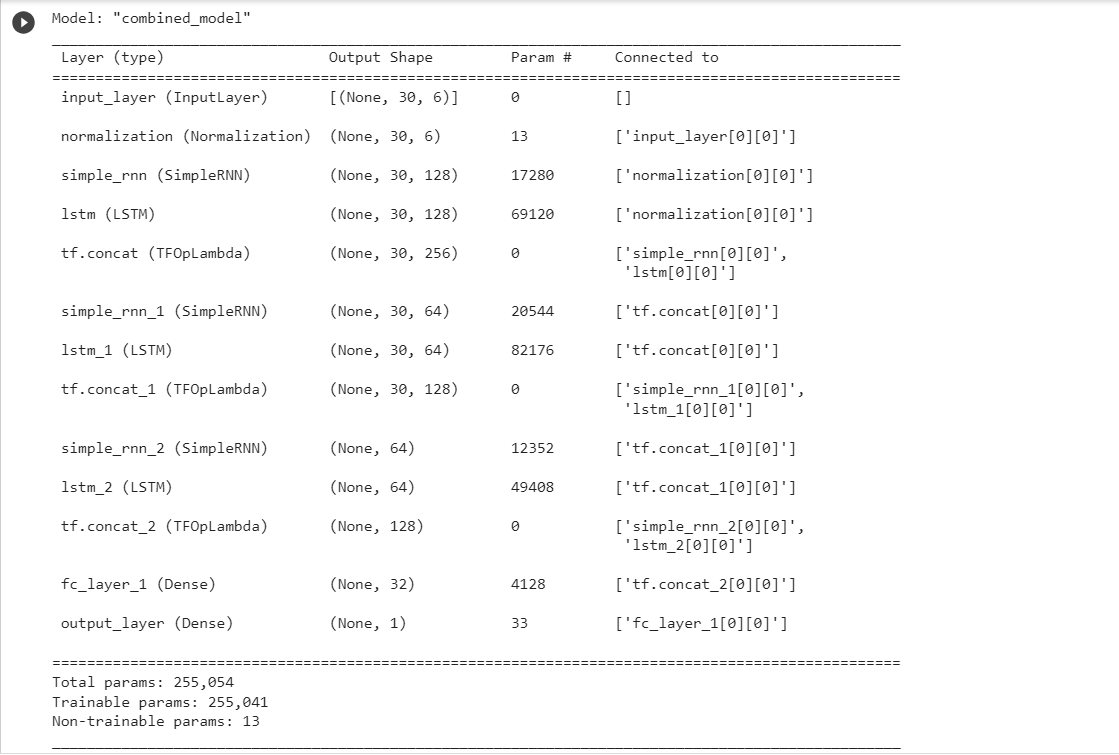 Model: "combined_model"
Layer (type) Output Shape Param # Connected to
input_layer (InputLayer) [(None, 30, 6)] 0 []
normalization (Normalization) (None, 30, 6) 13 ['input_layer[0][0]']
simple_rnn (SimpleRNN) (None, 30, 128) 17280 ['normalization[0][0]']
lstm (LSTM) (None, 30, 128) 69120 ['normalization[0][0]']
tf.concat (TFOpLambda) (None, 30, 256) 0 ['simple_rnn[0][0]',
'lstm[0][0]']
simple_rnn_1 (SimpleRNN) (None, 30, 64) 20544 ['tf.concat[0][0]']
lstm_1 (LSTM) (None, 30, 64) 82176 ['tf.concat[0][0]']
tf.concat_1 (TFOpLambda) (None, 30, 128) 0 ['simple_rnn_1[0][0]',
'lstm_1[0][0]']
simple_rnn_2 (SimpleRNN) (None, 64) 12352 ['tf.concat_1[0][0]']
lstm_2 (LSTM) (None, 64) 49408 ['tf.concat_1[0][0]']
tf.concat_2 (TFOpLambda) (None, 128) 0 ['simple_rnn_2[0][0]',
'lstm_2[0][0]']
fc_layer_1 (Dense) (None, 32) 4128 ['tf.concat_2[0][0]']
output_layer (Dense) (None, 1) 33 ['fc_layer_1[0][0]']
Total params: 255,054
Trainable params: 255,041
Non-trainable params: 13